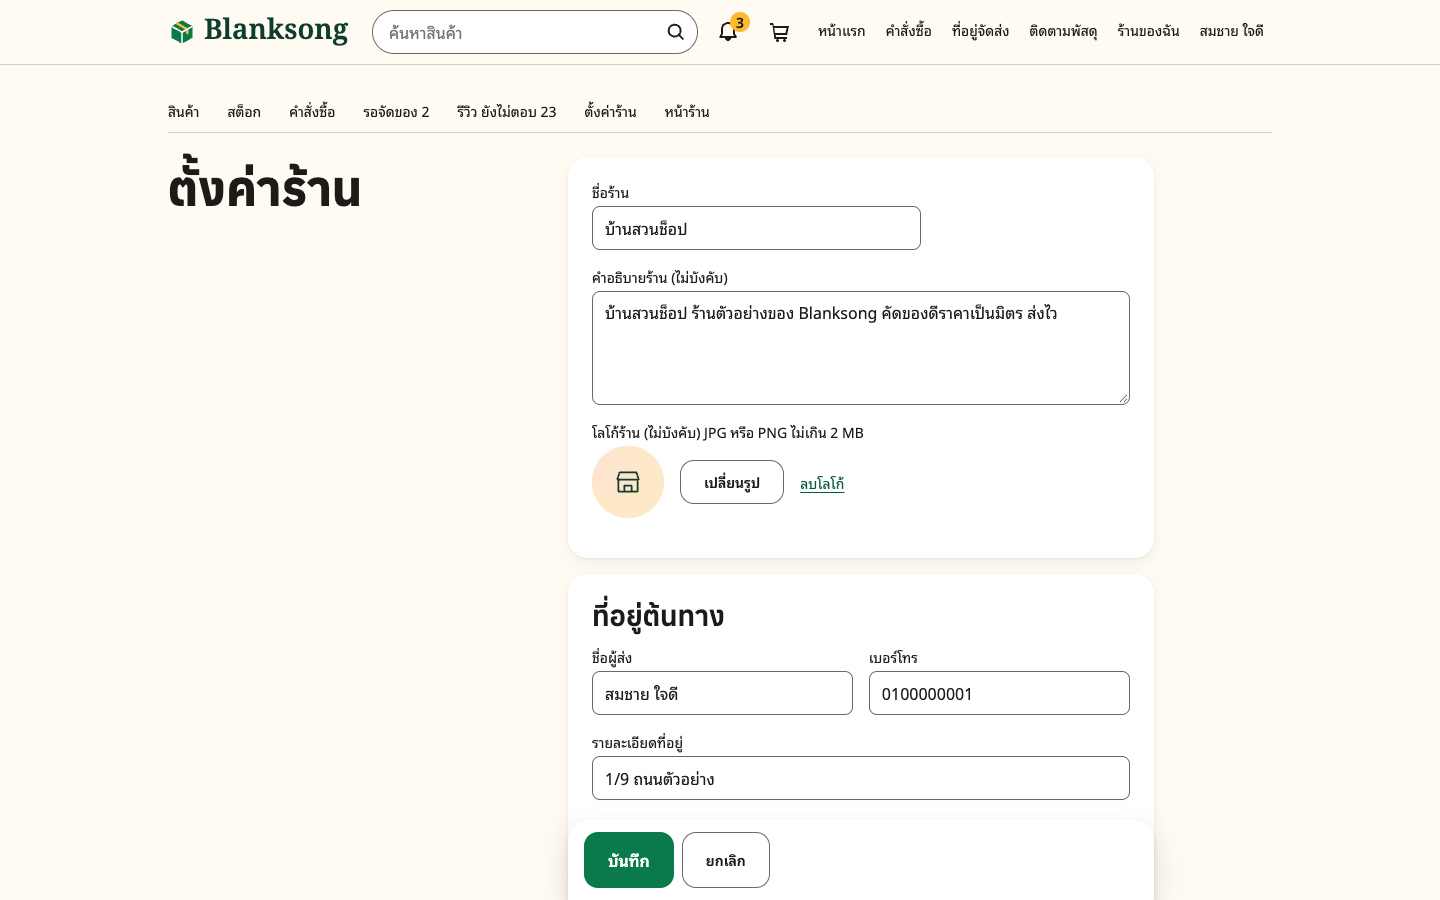 Blanksong
ค้นหาสินค้า
3
หน้าแรก คำสั่งซื้อ ที่อยู่จัดส่ง ติดตามพัสดุ ร้านของฉัน สมชาย ใจดี
สินค้า สต็อก คำสั่งซื้อ รอจัดของ 2 รีวิว ยังไม่ตอบ 23 ตั้งค่าร้าน หน้าร้าน
ตั้งค่าร้าน
ชื่อร้าน
บ้านสวนช็อป
คำอธิบายร้าน (ไม่บังคับ)
บ้านสวนช็อป ร้านตัวอย่างของ Blanksong คัดของดีราคาเป็นมิตร ส่งไว
โลโก้ร้าน (ไม่บังคับ) JPG หรือ PNG ไม่เกิน 2 MB
เปลี่ยนรูป ลบโลโก้
ที่อยู่ต้นทาง
ชื่อผู้ส่ง เบอร์โทร
สมชาย ใจดี 0100000001
รายละเอียดที่อยู่
1/9 ถนนตัวอย่าง
บันทึก ยกเลิก